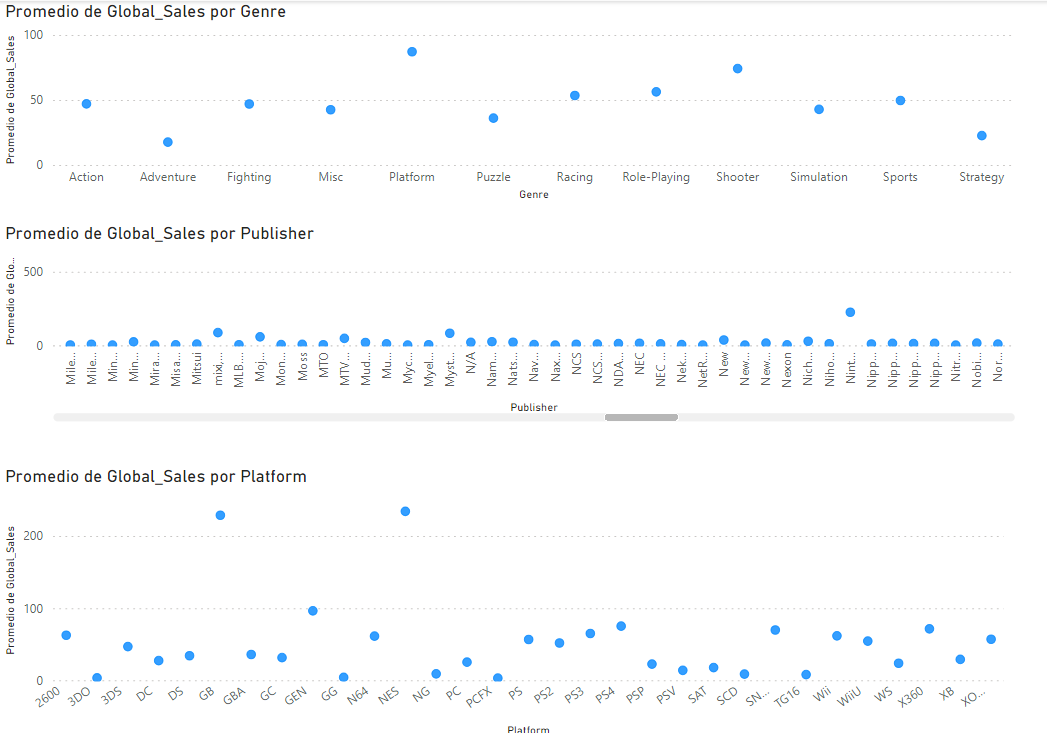 Promedio de Global_Sales por Genre
Promedio de Global_Sales
100
50
0
Action Adventure Fighting Misc Platform Puzzle Racing Role-Playing Shooter Simulation Sports Strategy
Genre
Promedio de Global_Sales por Publisher
Promedio de Glo...
500
0
Mile... Mile... Min... Min... Mira... Misa... Mitsui mixi,... MLB.... Moj... Mon... Moss MTO MTV ... Mud... Mu... Myc... Myel... Myst... N/A Nam... Nats... Nav... Nax... NCS NCS... NDA... NEC NEC ... Nek... NetR... New New... New... Nexon Nich... Niho... Nint... Nipp... Nipp... Nipp... Nipp... Nitr... Nobi... Nor...
Publisher
Promedio de Global_Sales por Platform
Promedio de Global_Sales
200
100
0
2600 3DO 3DS DC DS GB GBA GC GEN GG N64 NES NG PC PCFX PS PS2 PS3 PS4 PSP PSV SAT SCD SN... TG16 Wii WiiU WS X360 XB XO...
Platform